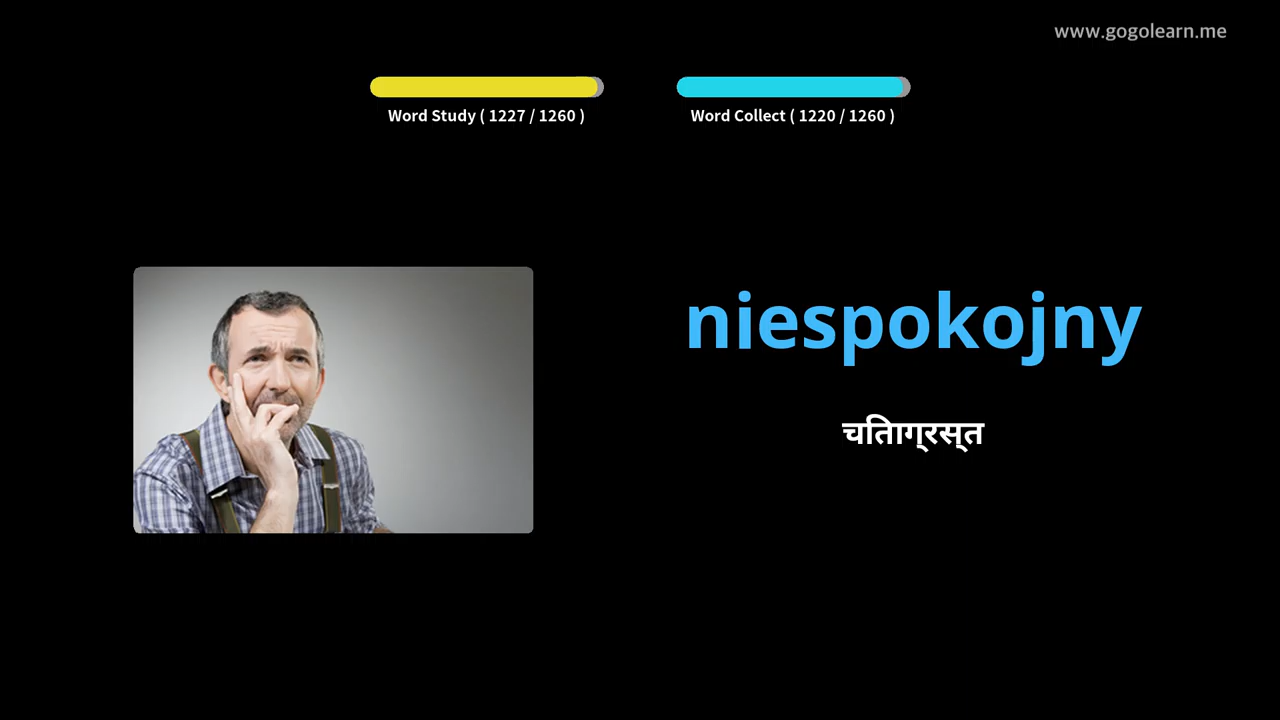 www.gogolearn.me
Word Study ( 1227 / 1260 )
Word Collect ( 1220 / 1260 )
niespokojny
चतिाग्रस्त